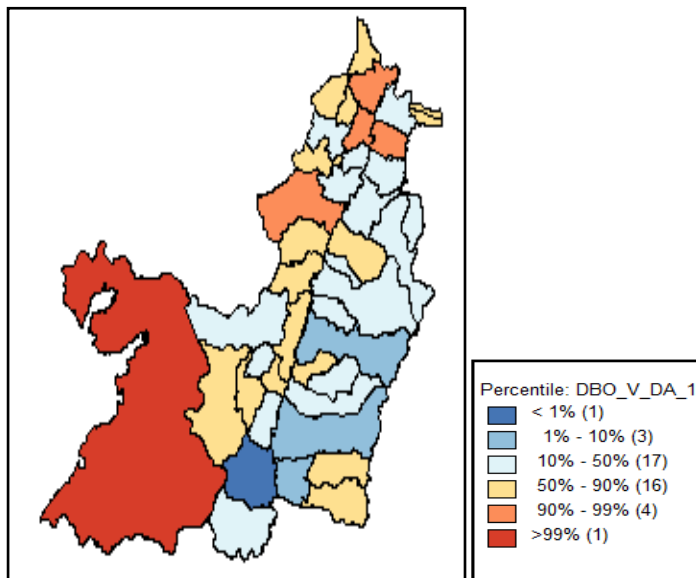 Percentile: DBO_V_DA_1
< 1% (1)
1% - 10% (3)
10% - 50% (17)
50% - 90% (16)
90% - 99% (4)
>99% (1)